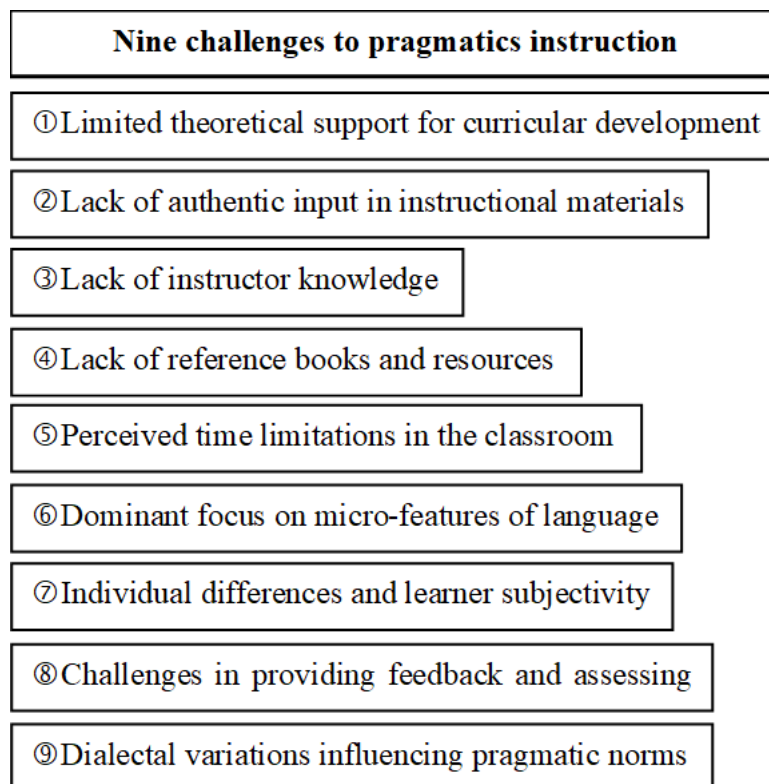 Nine challenges to pragmatics instruction
①Limited theoretical support for curricular development
②Lack of authentic input in instructional materials
③Lack of instructor knowledge
④Lack of reference books and resources
⑤Perceived time limitations in the classroom
⑥Dominant focus on micro-features of language
⑦Individual differences and learner subjectivity
⑧Challenges in providing feedback and assessing
⑨Dialectal variations influencing pragmatic norms